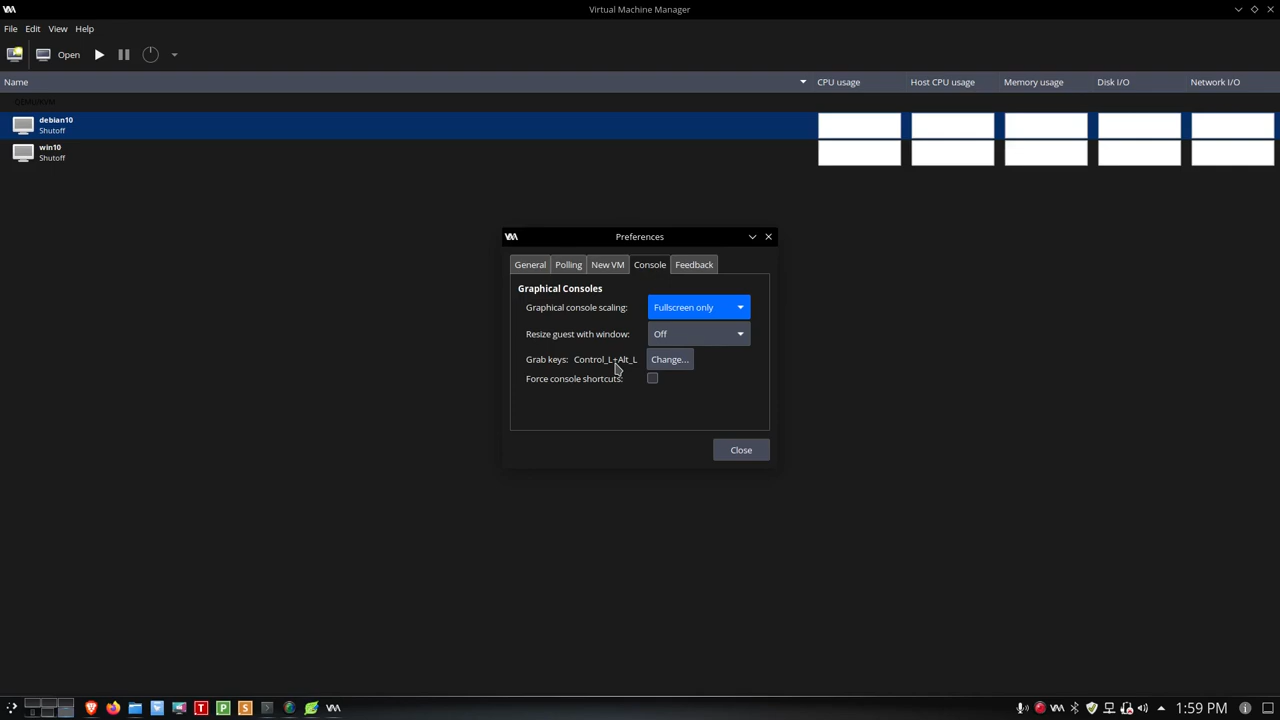 Virtual Machine Manager
File Edit View Help
Open
Name CPU usage Host CPU usage Memory usage Disk I/O Network I/O
QEMU/KVM
debian10
Shutoff
win10
Shutoff
Preferences
General Polling New VM Console Feedback
Graphical Consoles
Graphical console scaling: Fullscreen only
Resize guest with window: Off
Grab keys: Control_L+Alt_L Change...
Force console shortcuts:
Close
T P S 1:59 PM